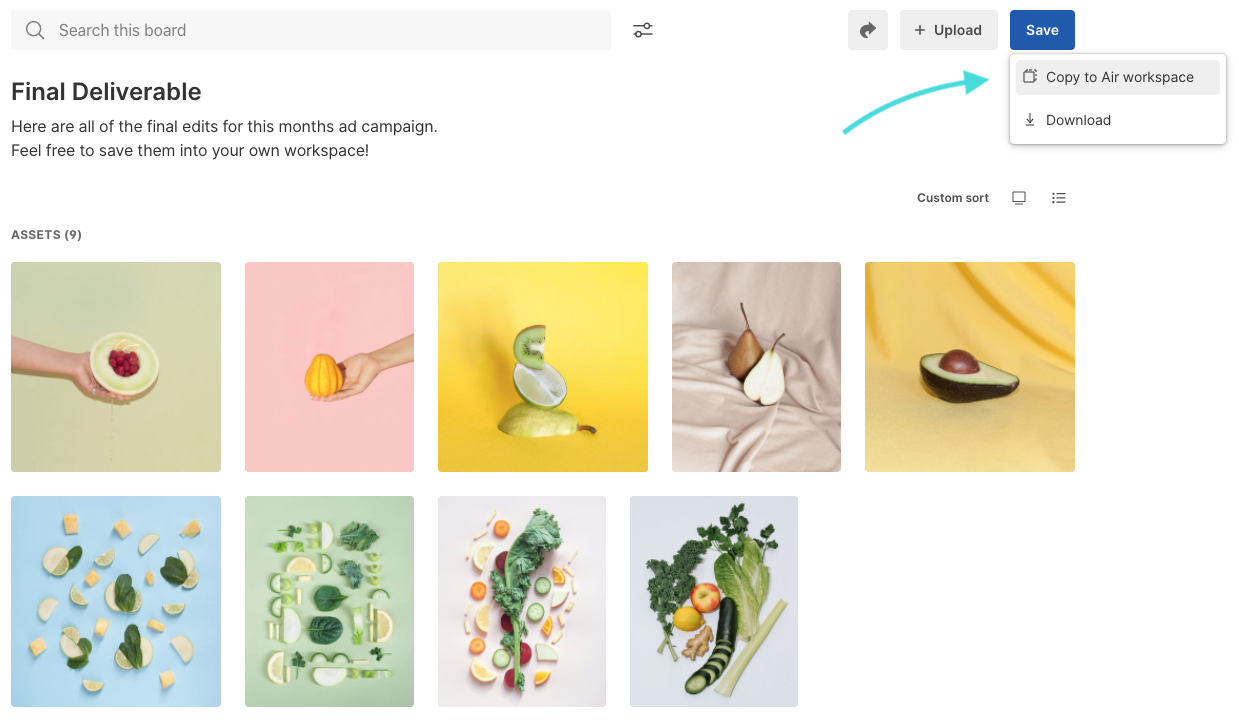 Search this board
Upload
Save
Copy to Air workspace
Download
Final Deliverable
Here are all of the final edits for this months ad campaign.
Feel free to save them into your own workspace!
Custom sort
ASSETS (9)